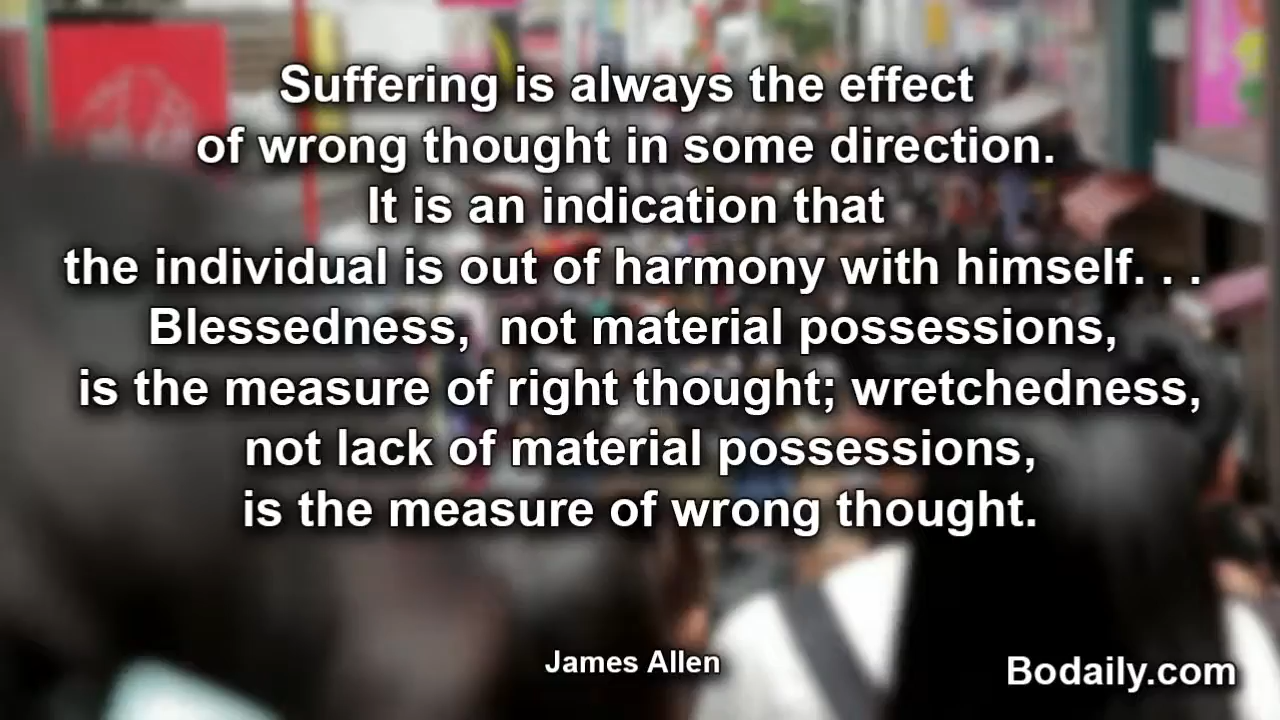 Suffering is always the effect
of wrong thought in some direction.
It is an indication that
the individual is out of harmony with himself. . .
Blessedness,  not material possessions,
is the measure of right thought; wretchedness,
not lack of material possessions,
is the measure of wrong thought.
James Allen
Bodaily.com